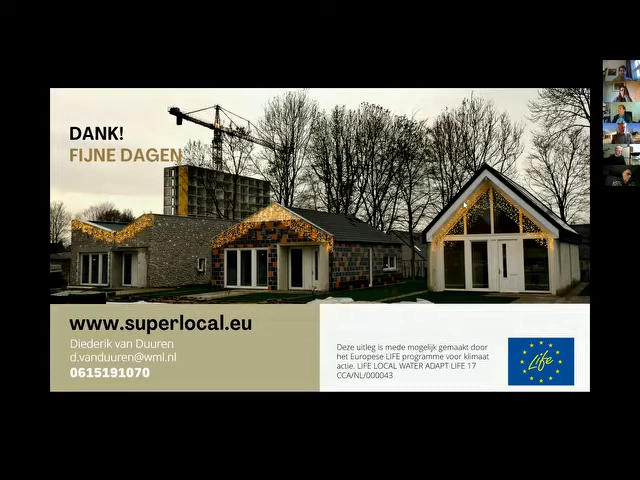 DANK!
FIJNE DAGEN
www.superlocal.eu
Diederik van Duuren
d.vanduuren@wml.nl
0615191070
Deze uitleg is mede mogelijk gemaakt door
het Europese LIFE programme voor klimaat
actie. LIFE LOCAL WATER ADAPT LIFE 17
CCA/NL/000043
Life